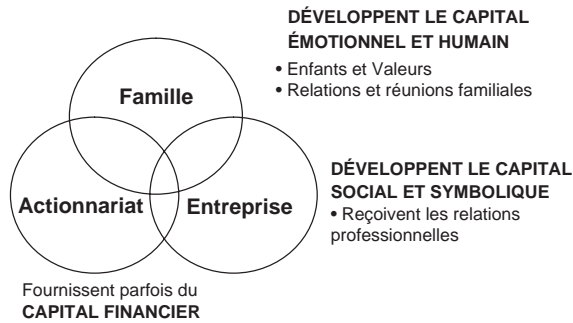 DÉVELOPPENT LE CAPITAL
ÉMOTIONNEL ET HUMAIN
• Enfants et Valeurs
• Relations et réunions familiales
Famille
Actionnariat
Entreprise
DÉVELOPPENT LE CAPITAL
SOCIAL ET SYMBOLIQUE
• Reçoivent les relations
professionnelles
Fournissent parfois du
CAPITAL FINANCIER